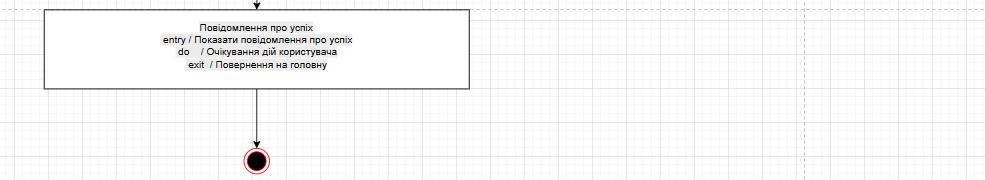 Повідомлення про успіх
entry / Показати повідомлення про успіх
do / Очікування дій користувача
exit / Повернення на головну